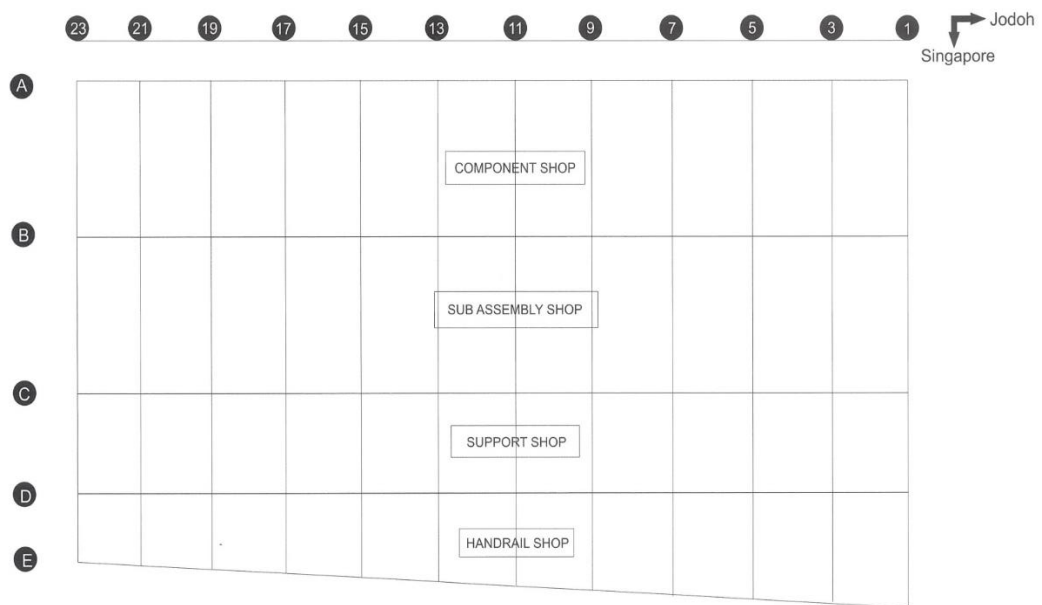 23 21 19 17 15 13 11 9 7 5 3 1
Jodoh
Singapore
A
COMPONENT SHOP
B
SUB ASSEMBLY SHOP
C
SUPPORT SHOP
D
HANDRAIL SHOP
E